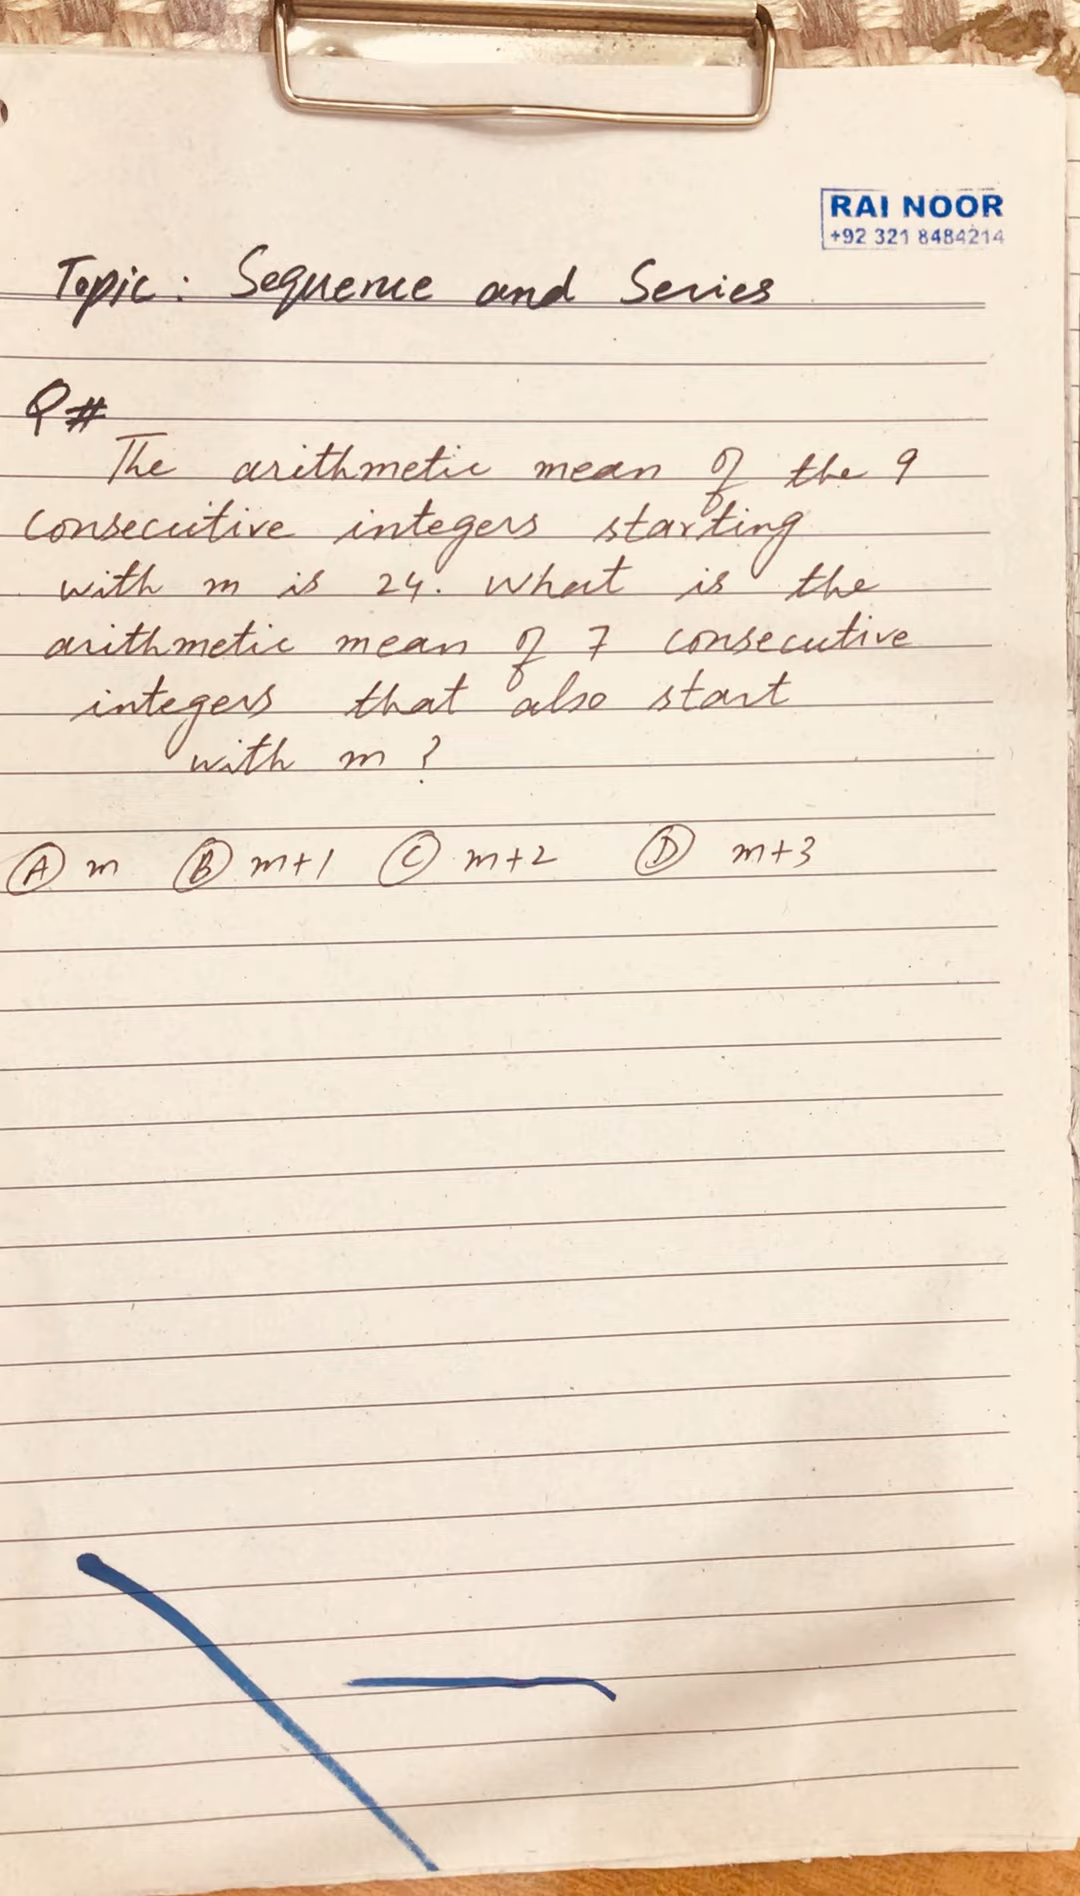 RAI NOOR
+92 321 8484214
Topic: Sequence and Series
Q#
The arithmetic mean of the 9
consecutive integers starting
with m is 24. What is the
arithmetic mean of 7 consecutive
integers that also start
with m?
A m B m+1 C m+2 D m+3